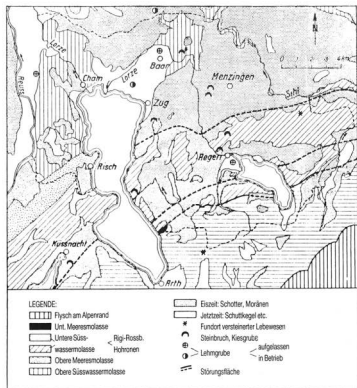 Lorze
Reuss
Cham
Lorze
Baar
Menzingen
N
Sihl
Zug
Risch
Ägeri
Küssnacht
Arth
LEGENDE:
Flysch am Alpenrand
Unt. Meeresmolasse
Untere Süss-
wassermolasse
Rigi-Rossb.
Hohronen
Obere Meeresmolasse
Obere Süsswassermolasse
Eiszeit: Schotter, Moränen
Jetztzeit: Schuttkegel etc.
Fundort versteinerter Lebewesen
Steinbruch, Kiesgrube
Lehmgrube
aufgelassen
in Betrieb
Störungsfläche